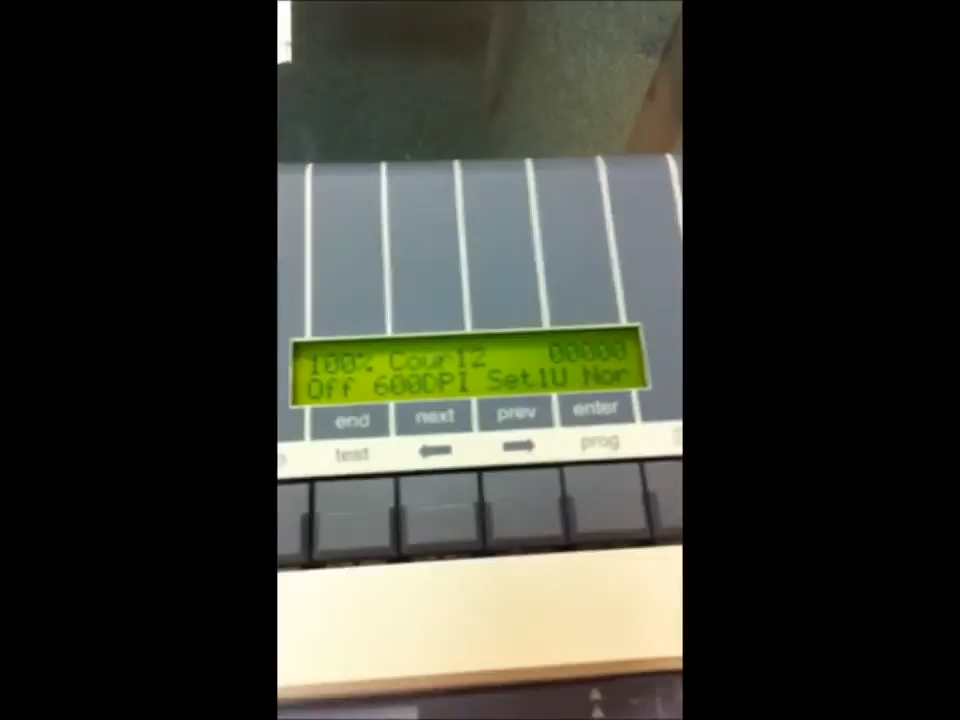 100% Cour12 00000
Off 600DPI Set1U Nor
end next prev enter
test prog